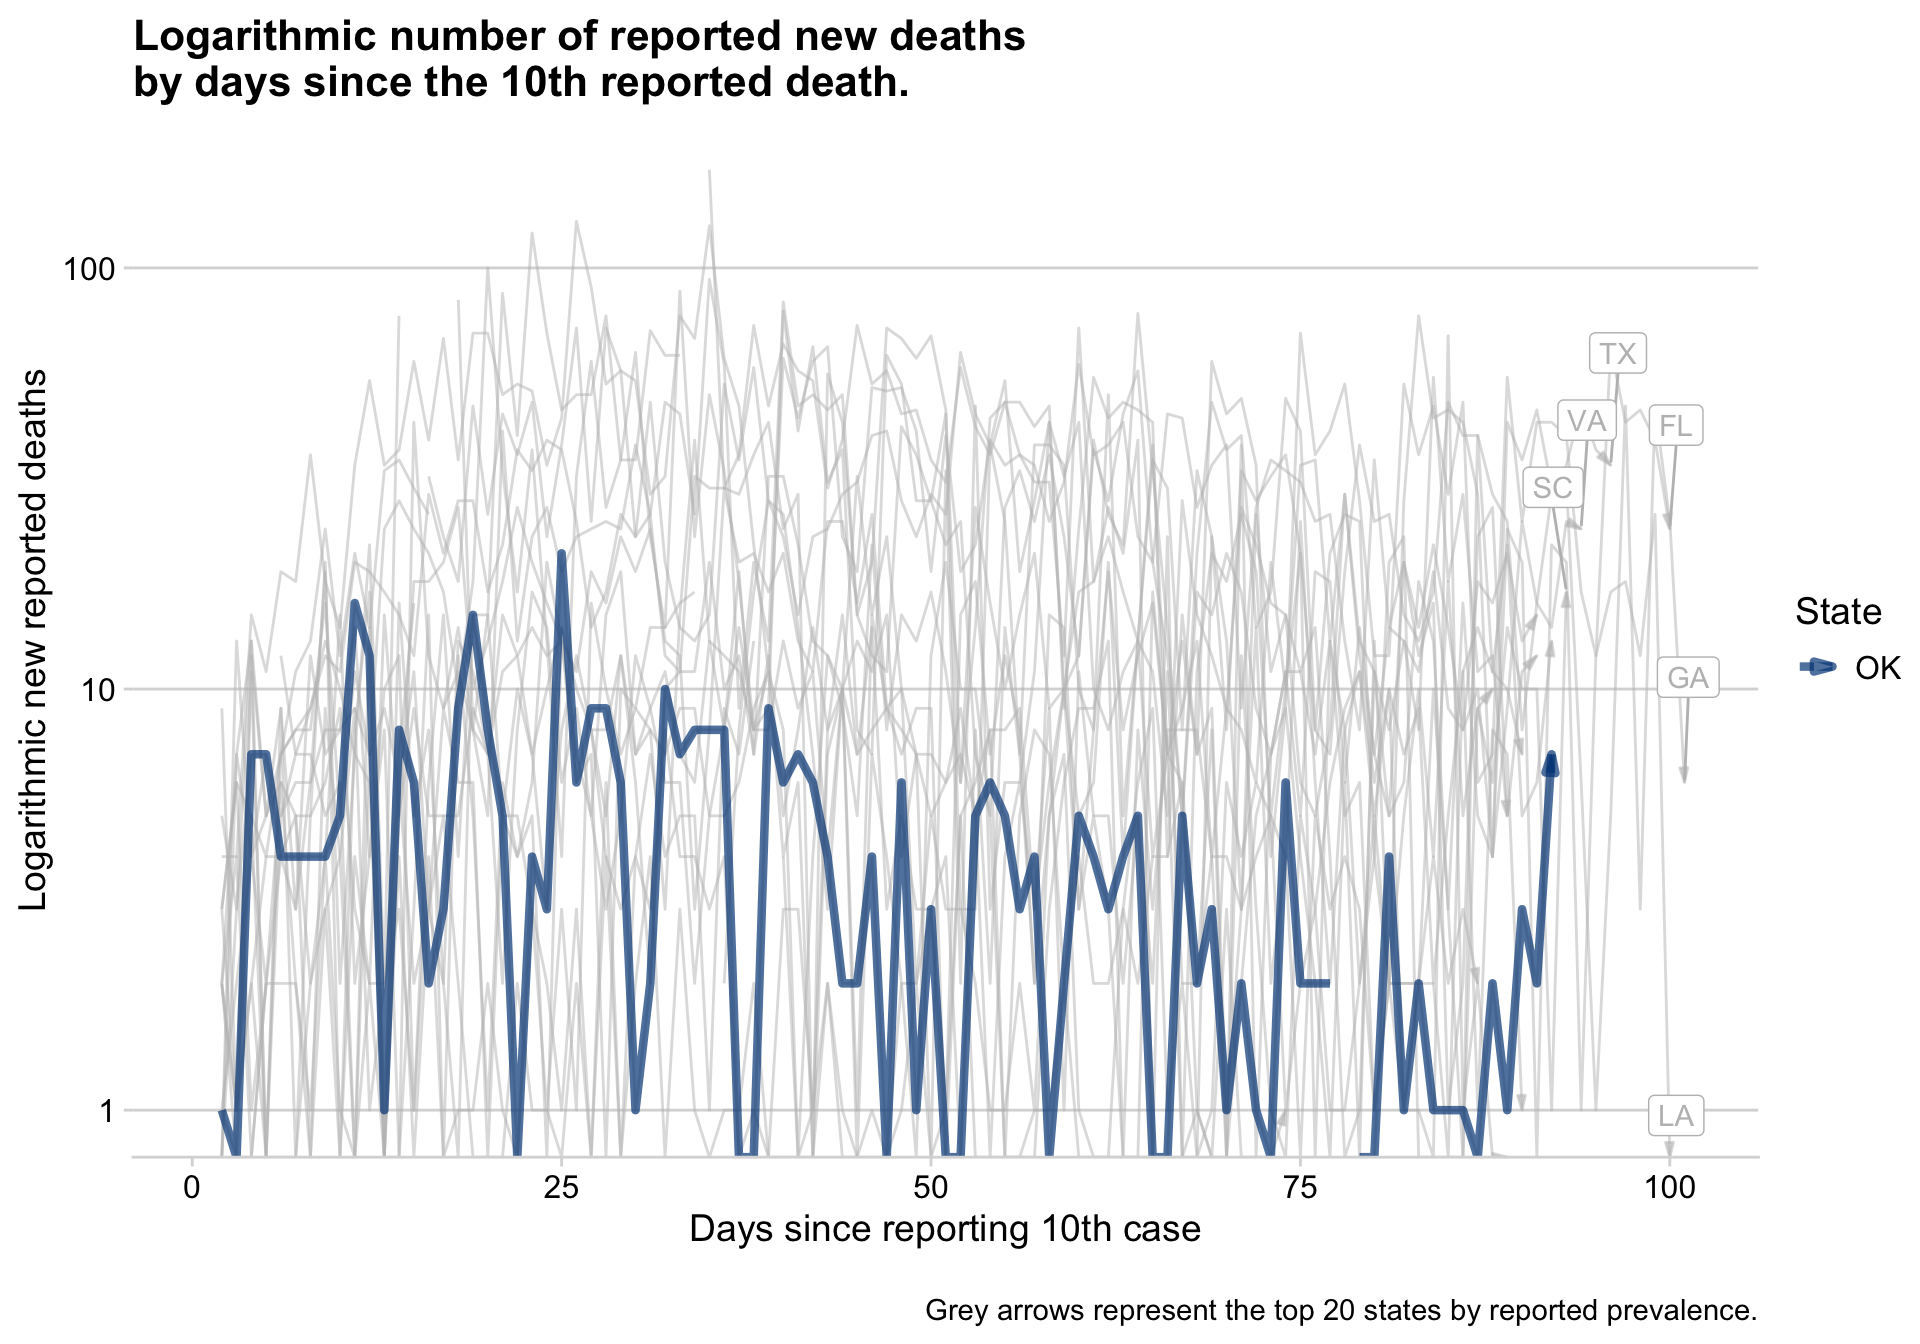 Logarithmic number of reported new deaths
by days since the 10th reported death.
Logarithmic new reported deaths
100
10
1
TX
VA
FL
SC
GA
LA
State
OK
0
25
50
75
100
Days since reporting 10th case
Grey arrows represent the top 20 states by reported prevalence.